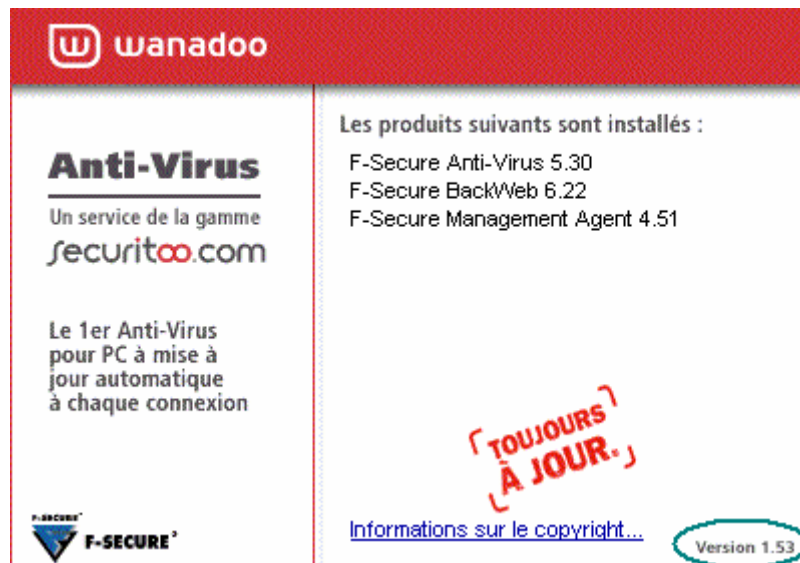 wanadoo
Anti-Virus
Un service de la gamme
securitoo.com
Le 1er Anti-Virus
pour PC à mise à
jour automatique
à chaque connexion
F-SECURE
F-SECURE
Les produits suivants sont installés :
F-Secure Anti-Virus 5.30
F-Secure BackWeb 6.22
F-Secure Management Agent 4.51
TOUJOURS
À JOUR.
Informations sur le copyright...
Version 1.53